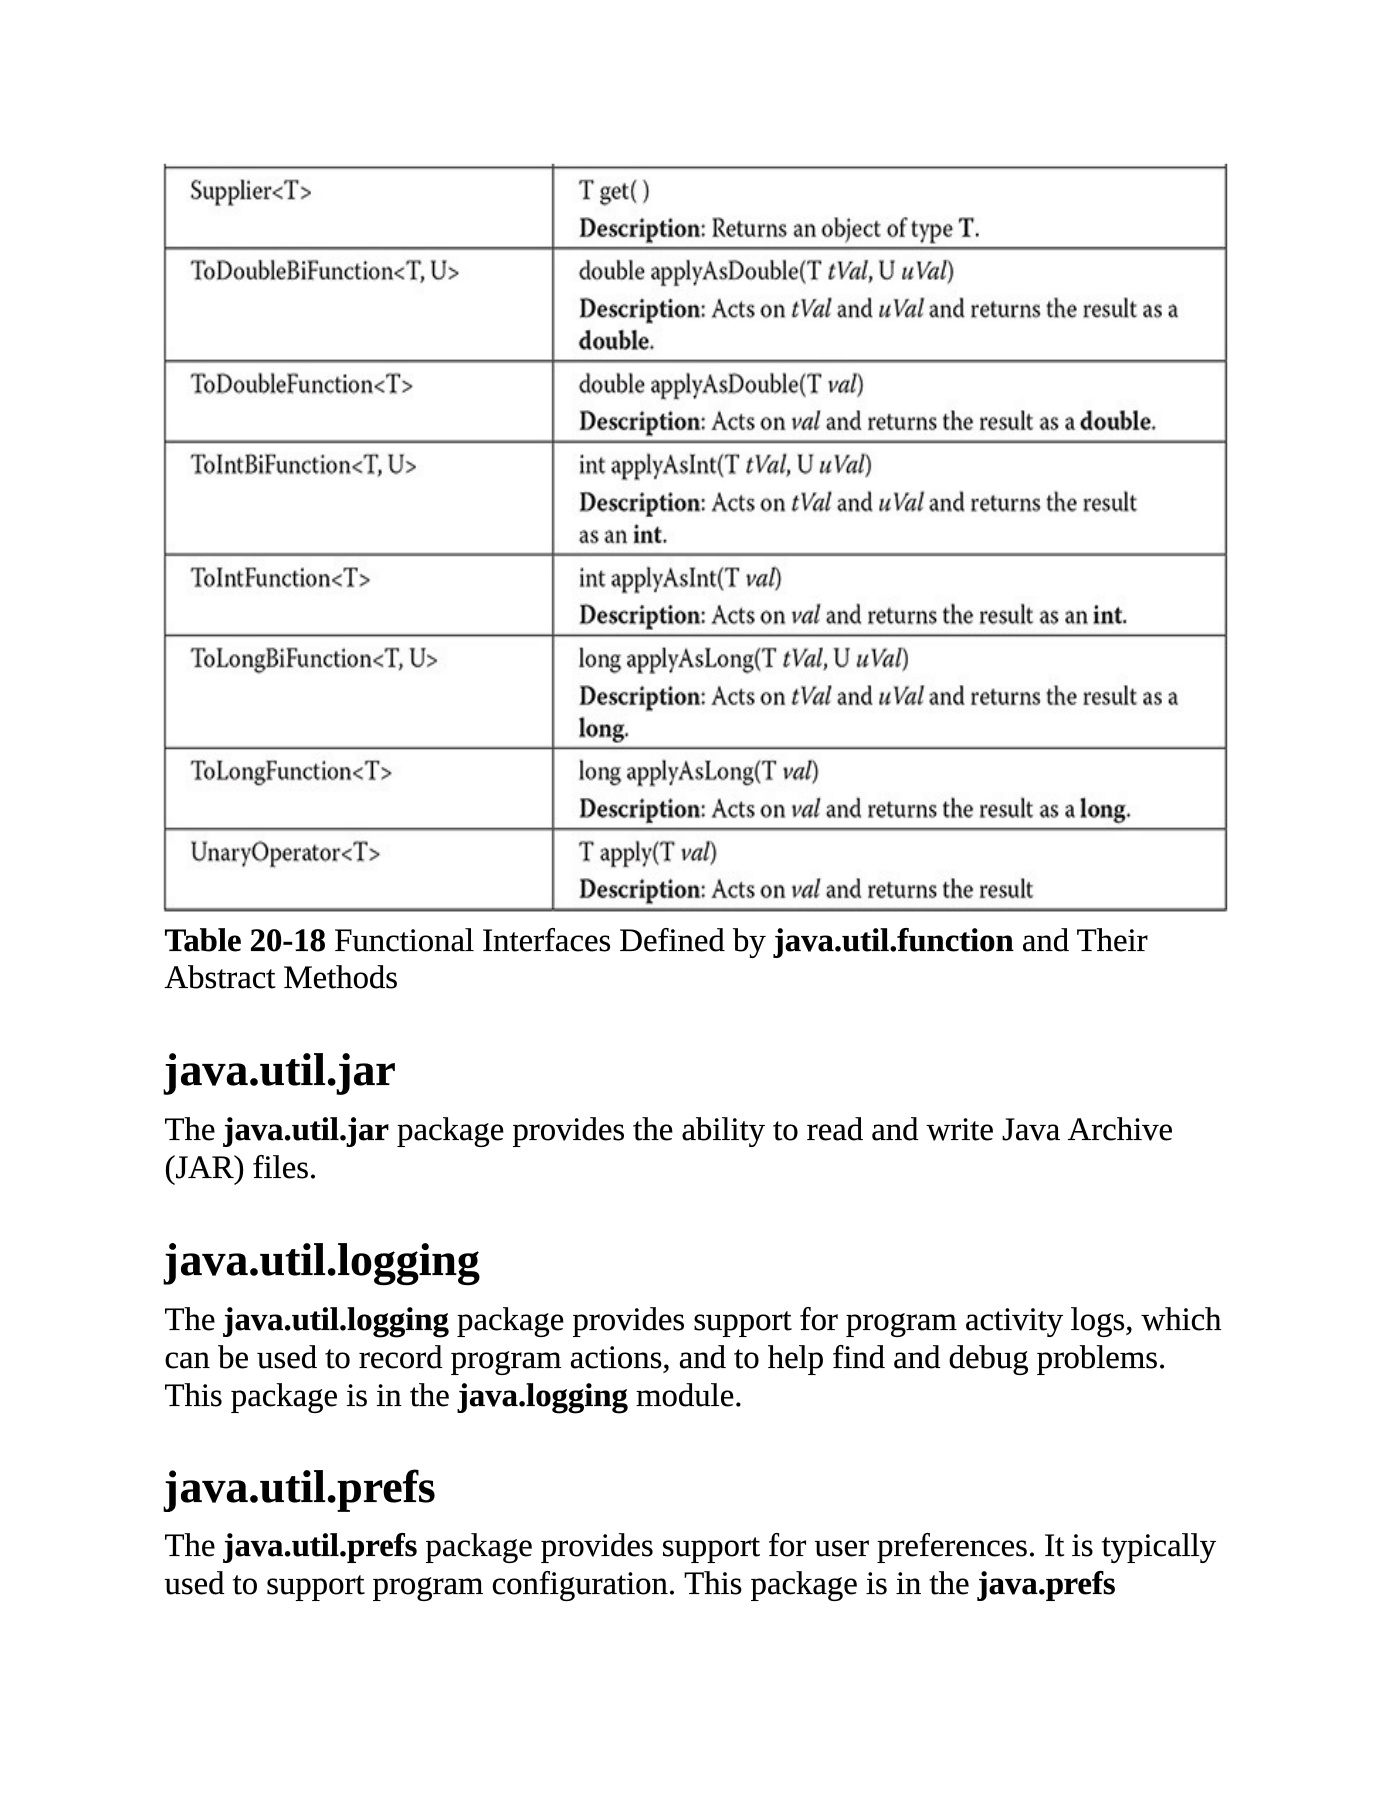 Supplier<T>
T get( )
Description: Returns an object of type T.
ToDoubleBiFunction<T, U>
double applyAsDouble(T tVal, U uVal)
Description: Acts on tVal and uVal and returns the result as a
double.
ToDoubleFunction<T>
double applyAsDouble(T val)
Description: Acts on val and returns the result as a double.
ToIntBiFunction<T, U>
int applyAsInt(T tVal, U uVal)
Description: Acts on tVal and uVal and returns the result
as an int.
ToIntFunction<T>
int applyAsInt(T val)
Description: Acts on val and returns the result as an int.
ToLongBiFunction<T, U>
long applyAsLong(T tVal, U uVal)
Description: Acts on tVal and uVal and returns the result as a
long.
ToLongFunction<T>
long applyAsLong(T val)
Description: Acts on val and returns the result as a long.
UnaryOperator<T>
T apply(T val)
Description: Acts on val and returns the result
Table 20-18 Functional Interfaces Defined by java.util.function and Their
Abstract Methods
java.util.jar
The java.util.jar package provides the ability to read and write Java Archive
(JAR) files.
java.util.logging
The java.util.logging package provides support for program activity logs, which
can be used to record program actions, and to help find and debug problems.
This package is in the java.logging module.
java.util.prefs
The java.util.prefs package provides support for user preferences. It is typically
used to support program configuration. This package is in the java.prefs